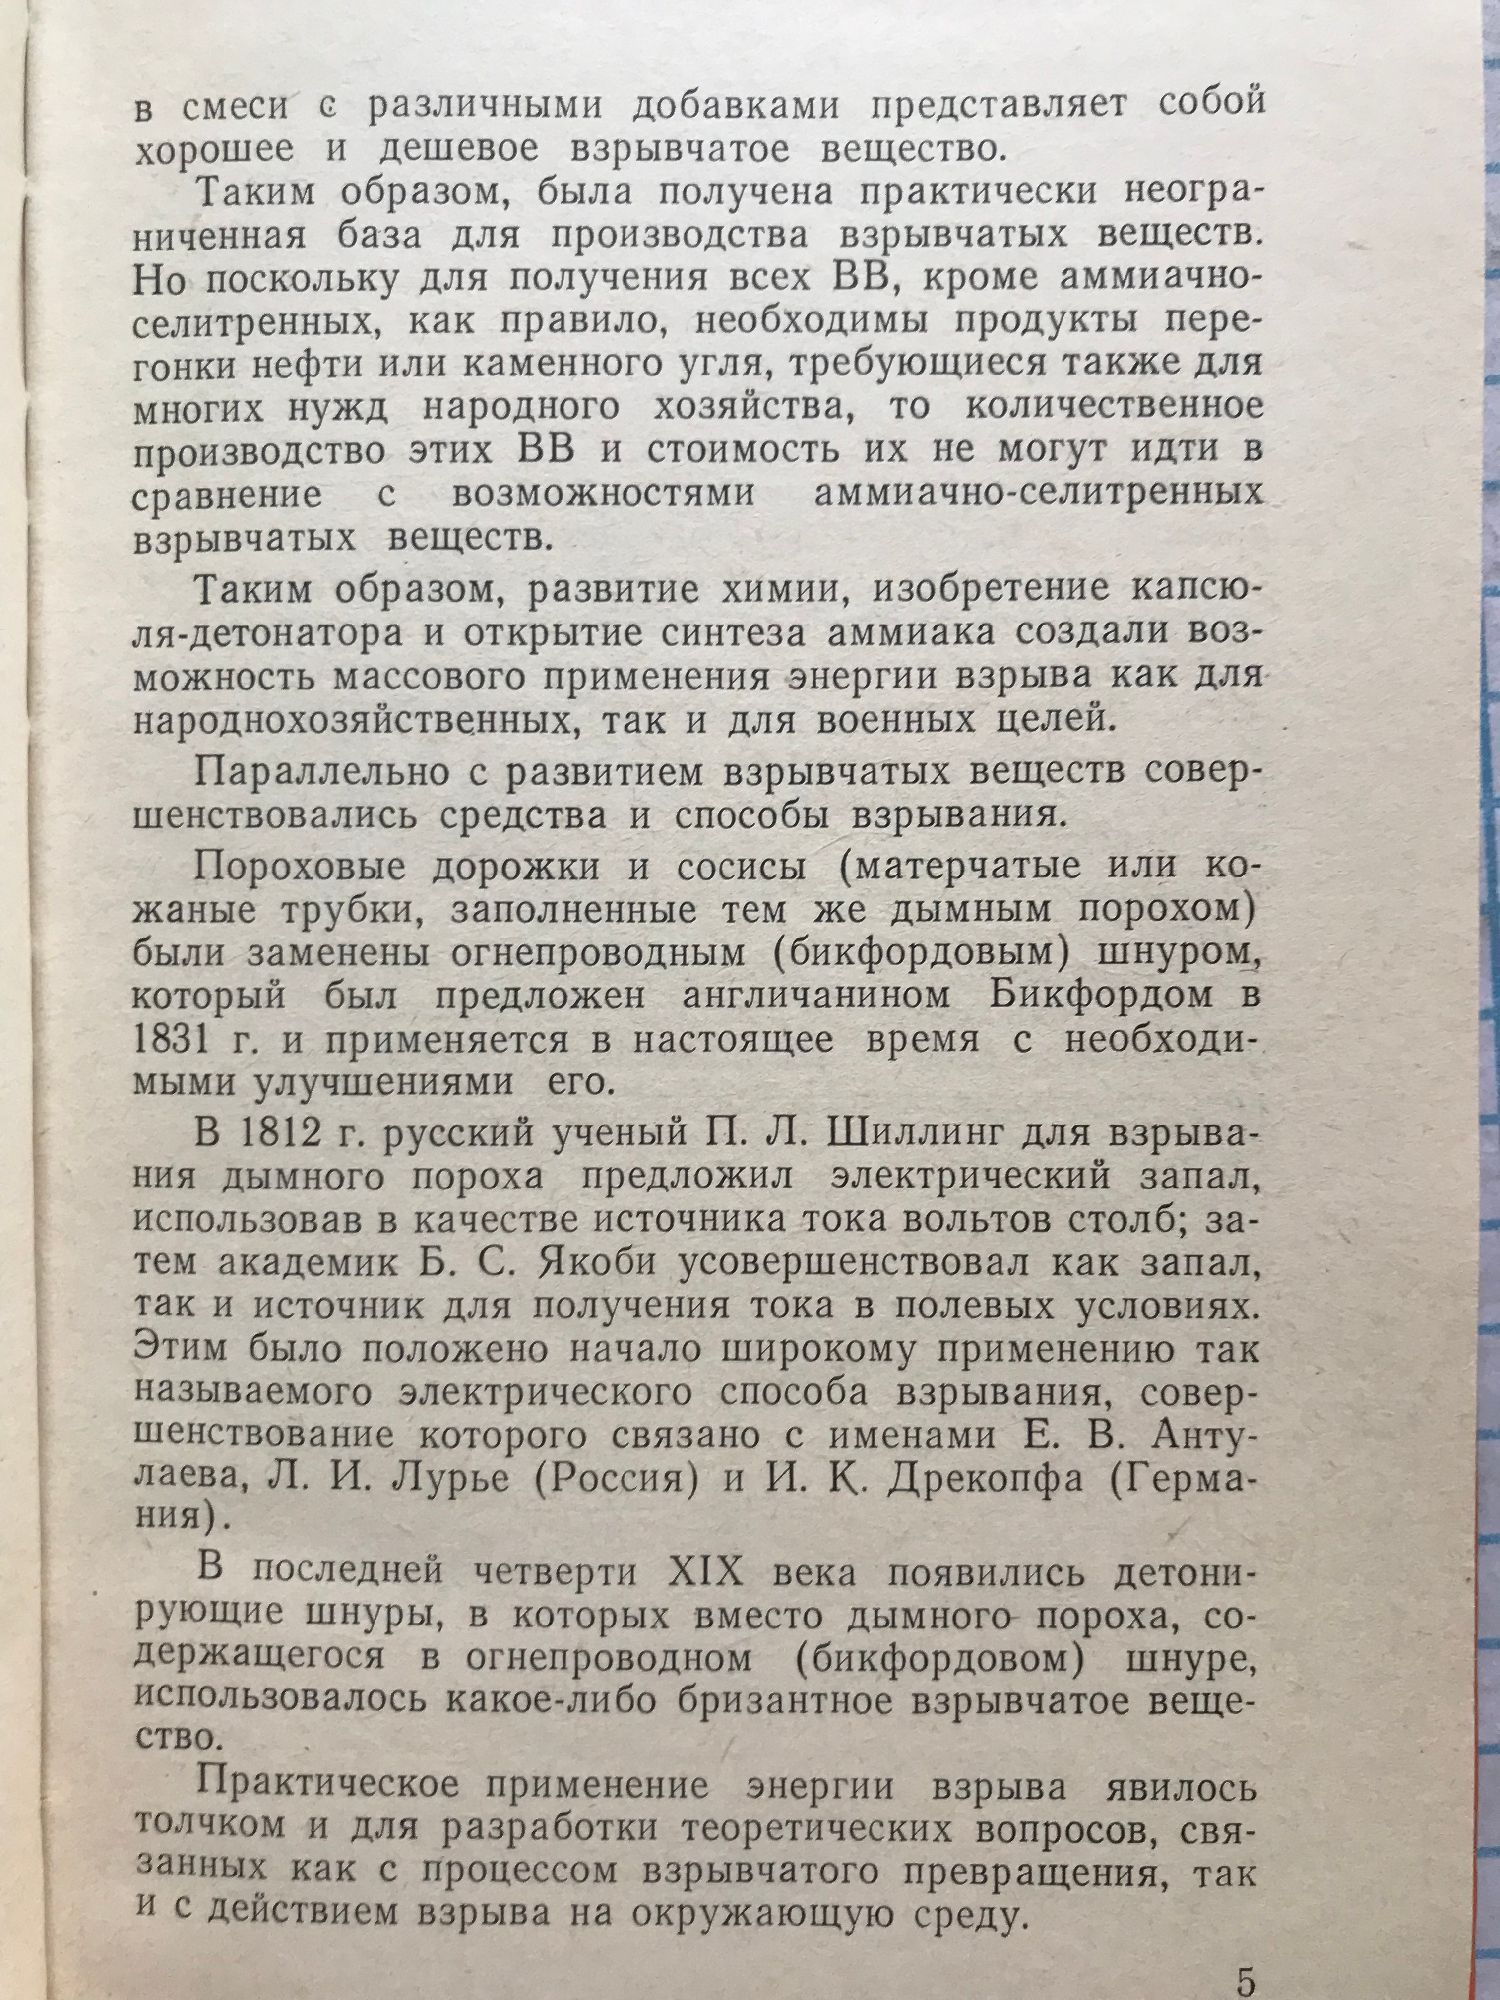 в смеси с различными добавками представляет собой
хорошее и дешевое взрывчатое вещество.
Таким образом, была получена практически неогра-
ниченная база для производства взрывчатых веществ.
Но поскольку для получения всех ВВ, кроме аммиачно-
селитренных, как правило, необходимы продукты пере-
гонки нефти или каменного угля, требующиеся также для
многих нужд народного хозяйства, то количественное
производство этих ВВ и стоимость их не могут идти в
сравнение с возможностями аммиачно-селитренных
взрывчатых веществ.
Таким образом, развитие химии, изобретение капсю-
ля-детонатора и открытие синтеза аммиака создали воз-
можность массового применения энергии взрыва как для
народнохозяйственных, так и для военных целей.
Параллельно с развитием взрывчатых веществ совер-
шенствовались средства и способы взрывания.
Пороховые дорожки и сосисы (матерчатые или ко-
жаные трубки, заполненные тем же дымным порохом)
были заменены огнепроводным (бикфордовым) шнуром,
который был предложен англичанином Бикфордом в
1831 г. и применяется в настоящее время с необходи-
мыми улучшениями его.
В 1812 г. русский ученый П. Л. Шиллинг для взрыва-
ния дымного пороха предложил электрический запал,
использовав в качестве источника тока вольтов столб; за-
тем академик Б. С. Якоби усовершенствовал как запал,
так и источник для получения тока в полевых условиях.
Этим было положено начало широкому применению так
называемого электрического способа взрывания, совер-
шенствование которого связано с именами Е. В. Анту-
лаева, Л. И. Лурье (Россия) и И. К. Дрекопфа (Герма-
ния).
В последней четверти XIX века появились детони-
рующие шнуры, в которых вместо дымного пороха, со-
держащегося в огнепроводном (бикфордовом) шнуре,
использовалось какое-либо бризантное взрывчатое веще-
ство.
Практическое применение энергии взрыва явилось
толчком и для разработки теоретических вопросов, свя-
занных как с процессом взрывчатого превращения, так
и с действием взрыва на окружающую среду.
5